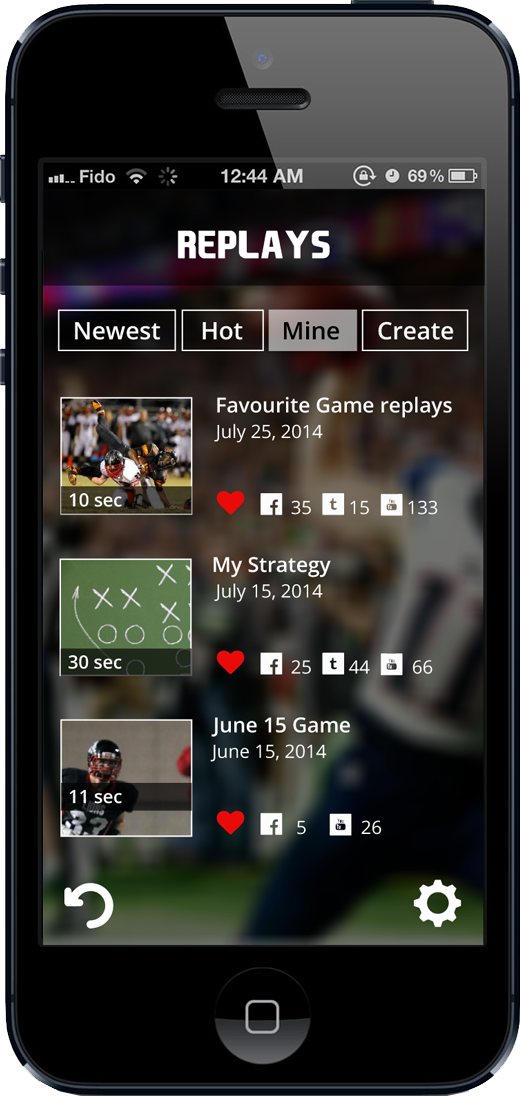 Fido 12:44 AM 69%
REPLAYS
Newest Hot Mine Create
Favourite Game replays
July 25, 2014
10 sec
f 35 t 15 You 133
My Strategy
July 15, 2014
30 sec
f 25 t 44 66
June 15 Game
June 15, 2014
11 sec
f 5 26